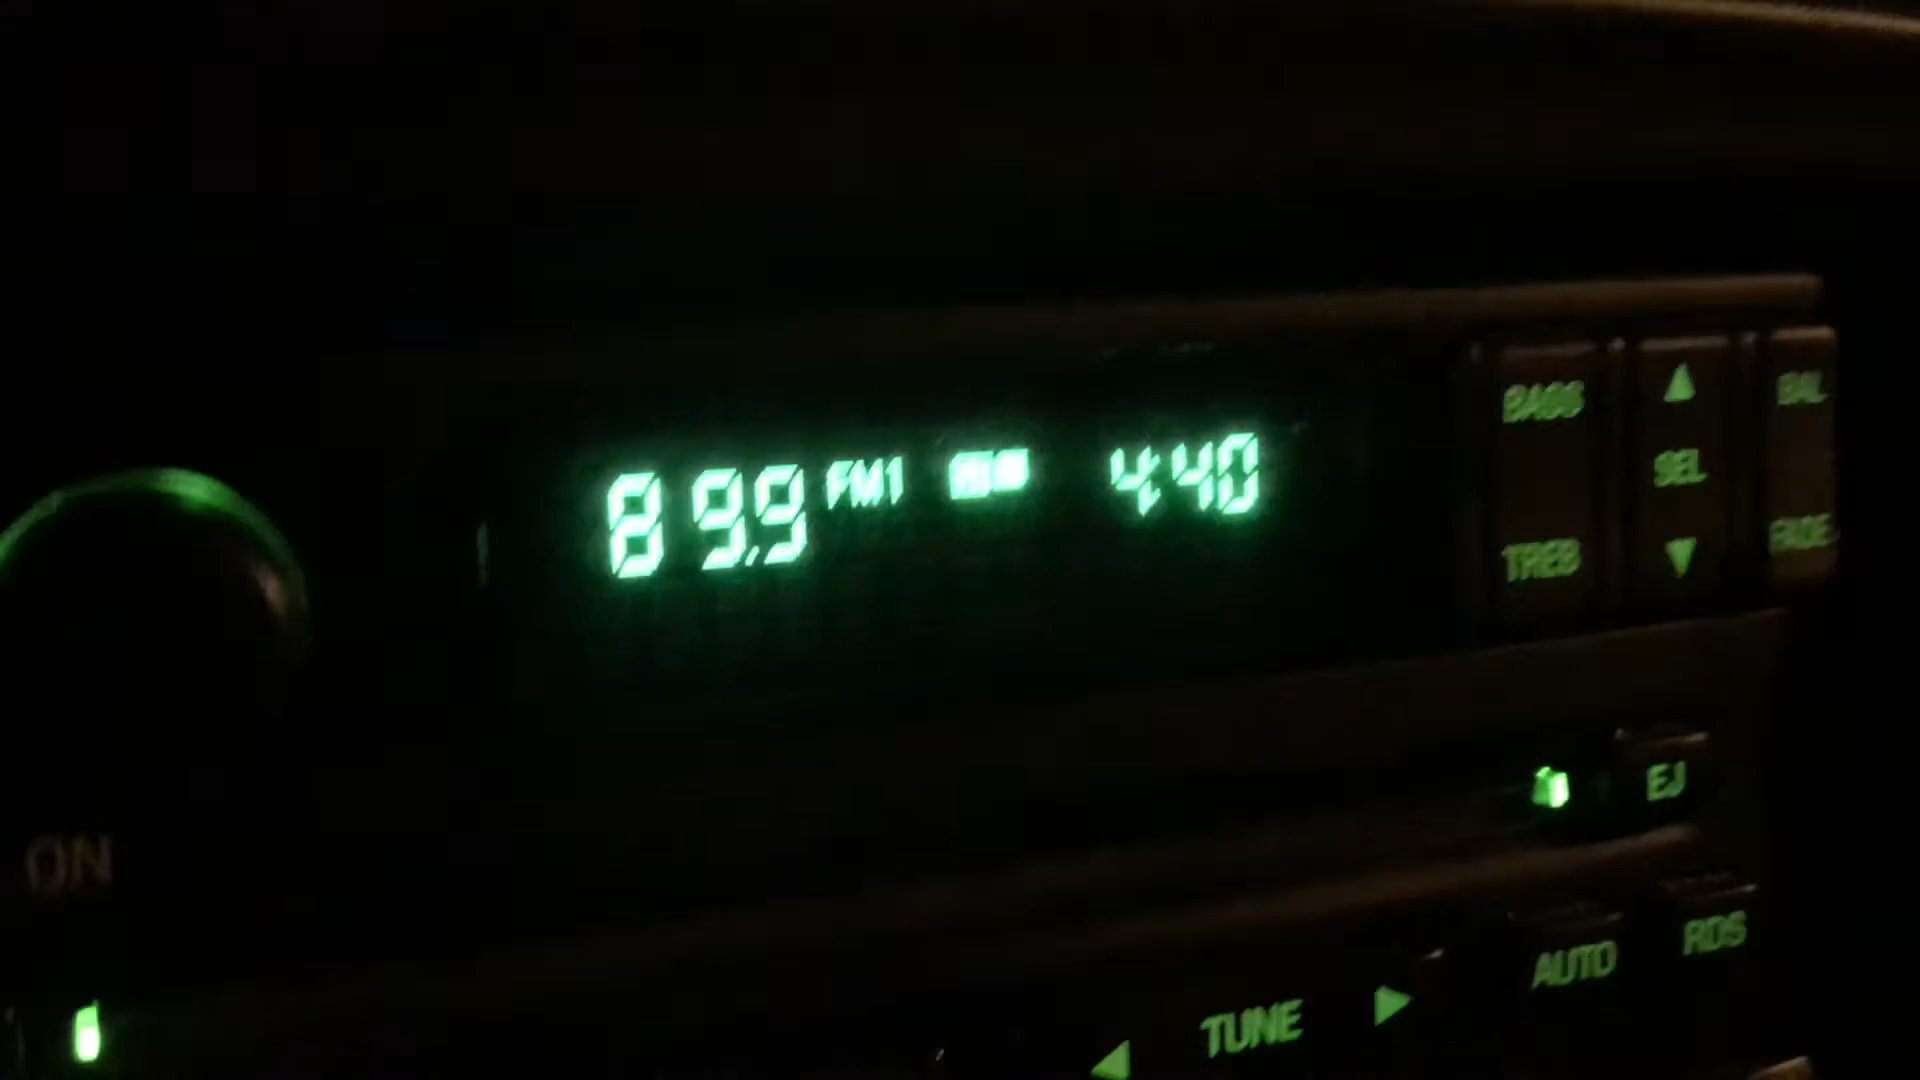 89.9 FM1 4:40
BASS BAL
SEL
TREB FADE
EJ
ON
AUTO RDS
TUNE